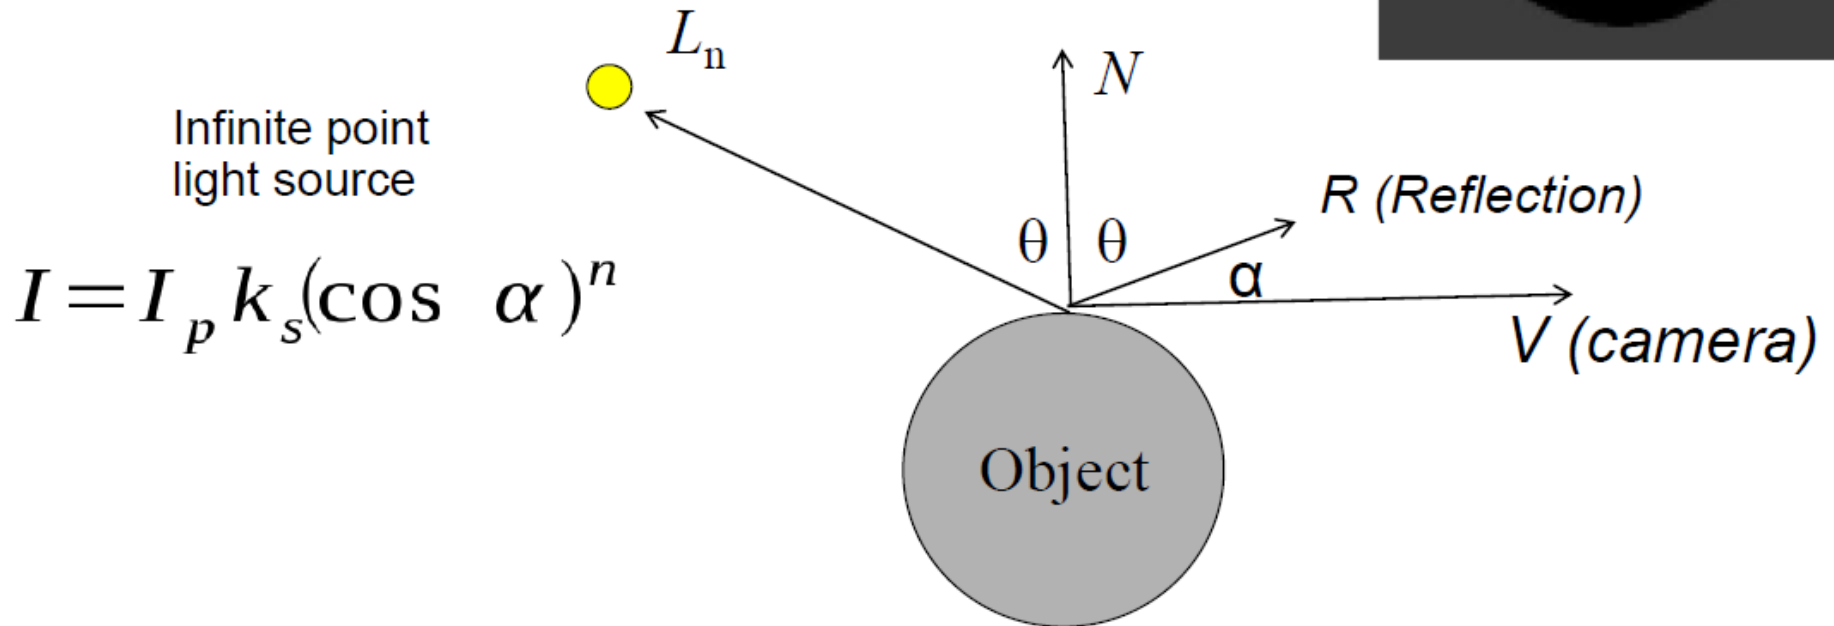 Lₙ
N
Infinite point
light source
R (Reflection)
θ θ
α
I = I_p k_s(cos α)ⁿ
V (camera)
Object